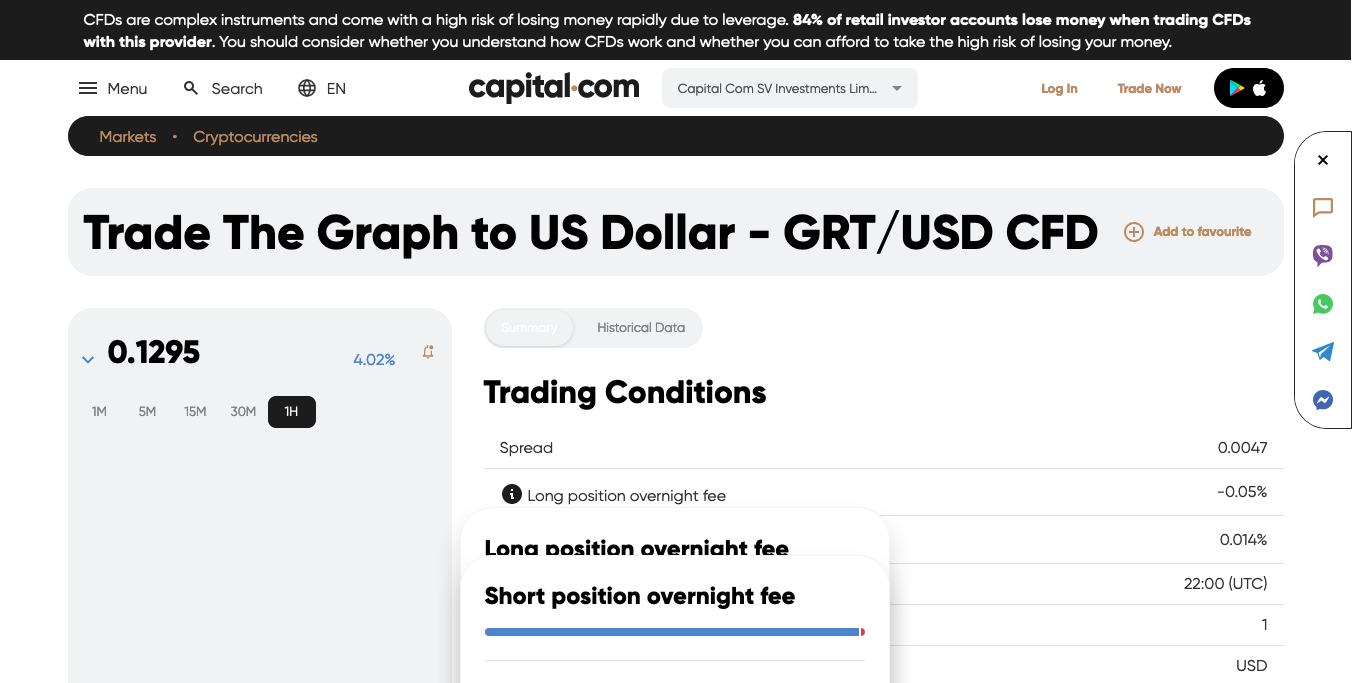 CFDs are complex instruments and come with a high risk of losing money rapidly due to leverage. 84% of retail investor accounts lose money when trading CFDs
with this provider. You should consider whether you understand how CFDs work and whether you can afford to take the high risk of losing your money.
Menu Search EN capital.com Capital Com SV Investments Lim... Log In Trade Now
Markets • Cryptocurrencies
Trade The Graph to US Dollar - GRT/USD CFD Add to favourite
0.1295 4.02%
1M 5M 15M 30M 1H
Summary Historical Data
Trading Conditions
Spread 0.0047
Long position overnight fee -0.05%
Long position overnight fee
0.014%
Short position overnight fee
22:00 (UTC)
1
USD